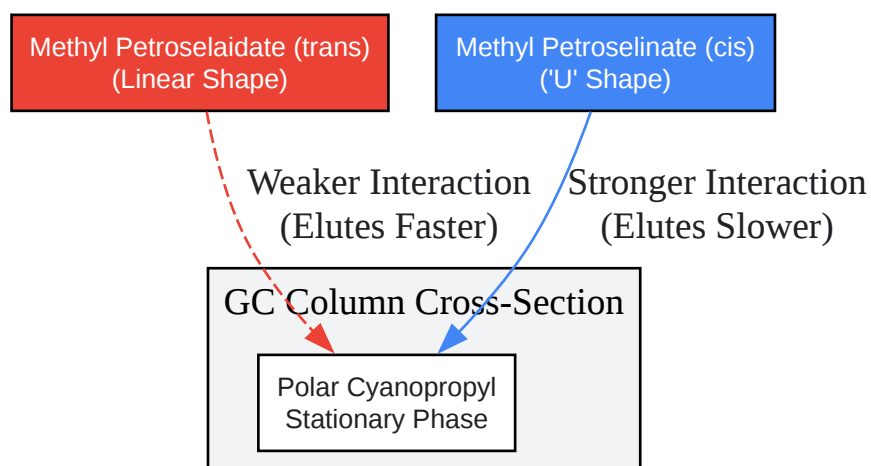 Methyl Petroselaidate (trans)
(Linear Shape)
Methyl Petroselinate (cis)
('U' Shape)
Weaker Interaction
(Elutes Faster)
Stronger Interaction
(Elutes Slower)
GC Column Cross-Section
Polar Cyanopropyl
Stationary Phase